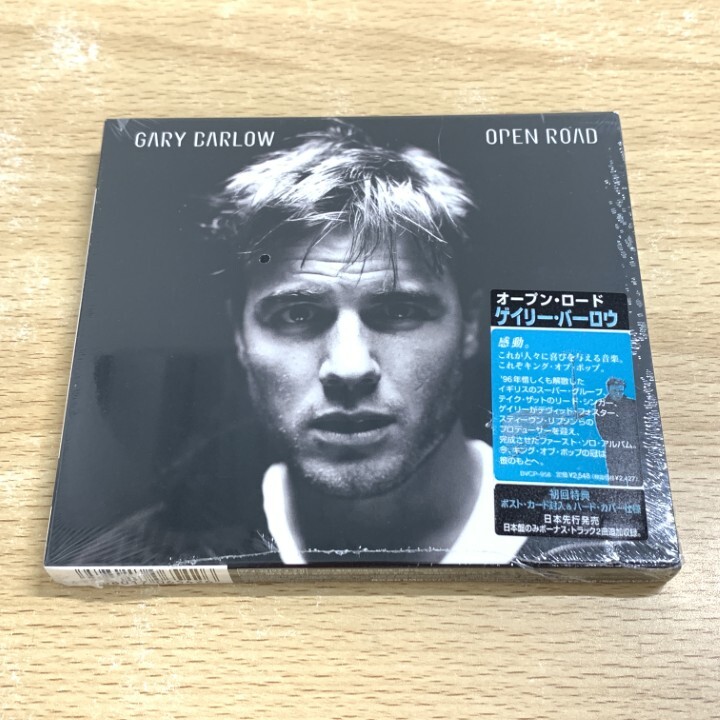 GARY BARLOW
OPEN ROAD
オープン・ロード
ゲイリー・バーロウ
感動。
これが人々に喜びを与える音楽。
これぞキング・オブ・ポップ。
'96年惜しくも解散した
イギリスのスーパー・グループ、
テイク・ザットのリード・シンガー、
ゲイリーがデヴィッド・フォスター、
スティーヴン・リプソンらの
プロデューサーを迎え、
完成させたファースト・ソロ・アルバム。
今、キング・オブ・ポップの冠は
彼のもとへ。
初回特典
ポスト・カード封入&ハード・カバー仕様
日本先行発売
日本盤のみボーナス・トラック2曲追加収録。